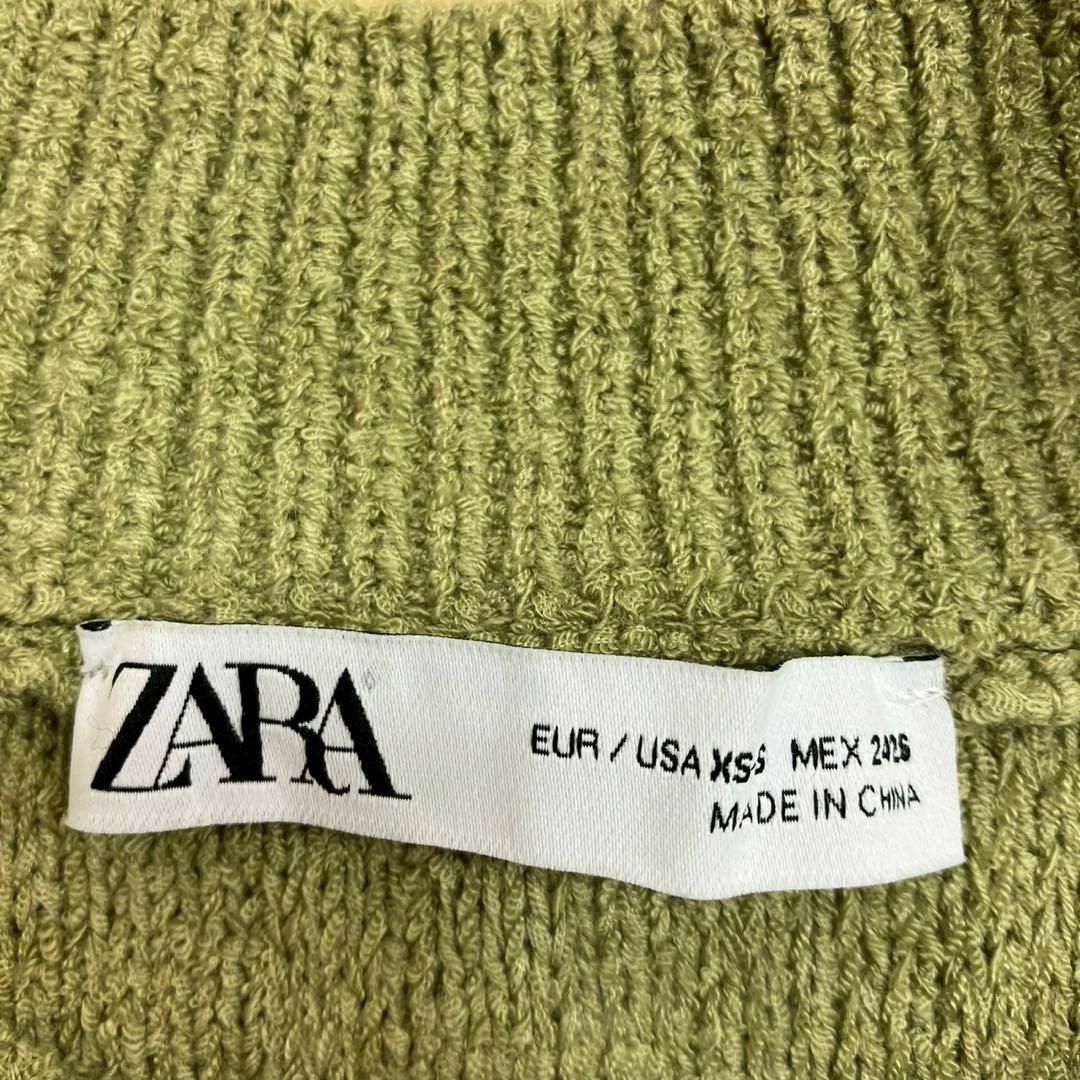 ZARA
EUR / USA XS-S MEX 24/26
MADE IN CHINA